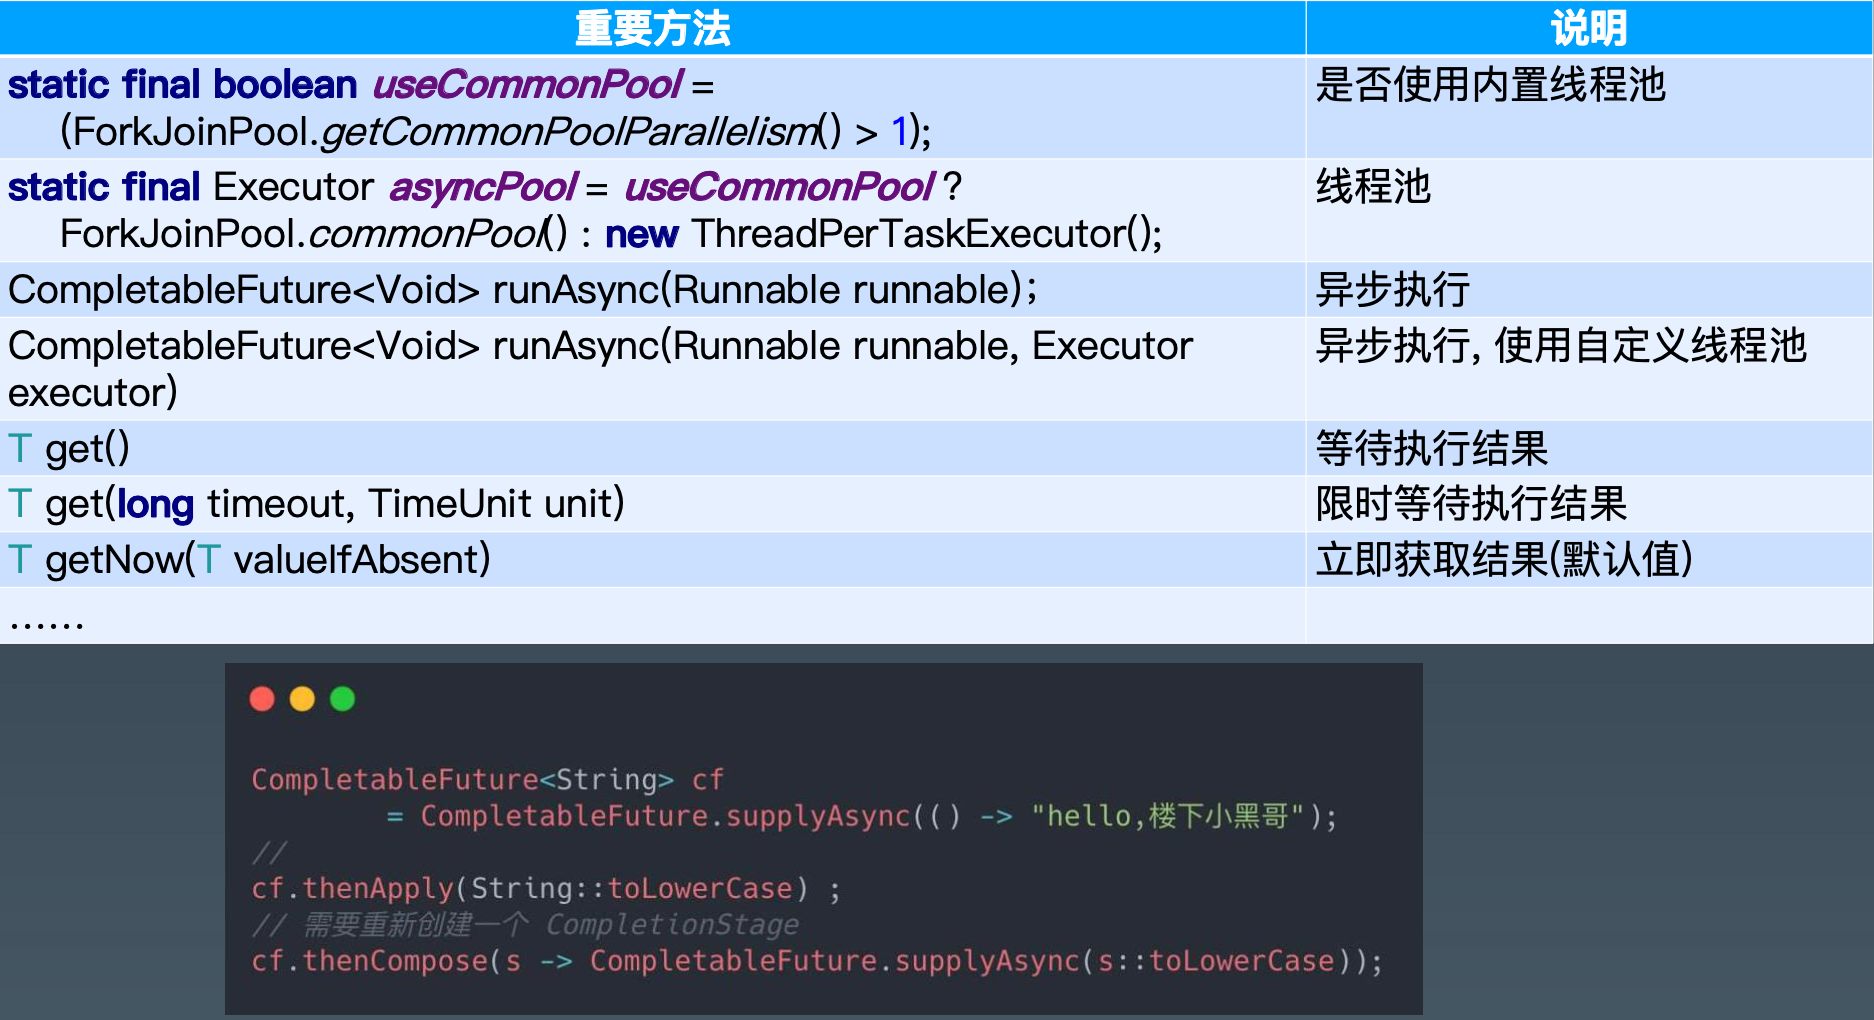 重要方法
说明
static final boolean useCommonPool =
(ForkJoinPool.getCommonPoolParallelism() > 1);
是否使用内置线程池
static final Executor asyncPool = useCommonPool ?
ForkJoinPool.commonPool() : new ThreadPerTaskExecutor();
线程池
CompletableFuture<Void> runAsync(Runnable runnable);
异步执行
CompletableFuture<Void> runAsync(Runnable runnable, Executor
executor)
异步执行, 使用自定义线程池
T get()
等待执行结果
T get(long timeout, TimeUnit unit)
限时等待执行结果
T getNow(T valueIfAbsent)
立即获取结果(默认值)
......
CompletableFuture<String> cf
= CompletableFuture.supplyAsync(() -> "hello,楼下小黑哥");
//
cf.thenApply(String::toLowerCase) ;
// 需要重新创建一个 CompletionStage
cf.thenCompose(s -> CompletableFuture.supplyAsync(s::toLowerCase));